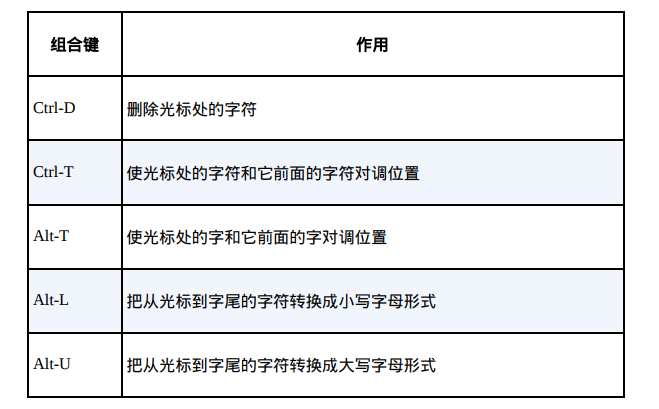 组合键 作用
Ctrl-D 删除光标处的字符
Ctrl-T 使光标处的字符和它前面的字符对调位置
Alt-T 使光标处的字和它前面的字对调位置
Alt-L 把从光标到字尾的字符转换成小写字母形式
Alt-U 把从光标到字尾的字符转换成大写字母形式